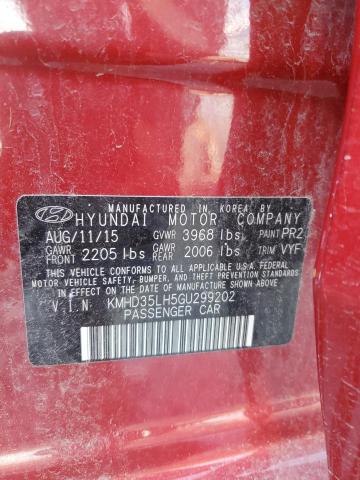 MANUFACTURED IN KOREA BY
HYUNDAI MOTOR COMPANY
AUG/11/15 GVWR 3968 lbs PAINT PR2
GAWR FRONT 2205 lbs GAWR REAR 2006 lbs TRIM VYF
THIS VEHICLE CONFORMS TO ALL APPLICABLE U.S. FEDERAL
MOTOR VEHICLE SAFETY, BUMPER, AND THEFT PREVENTION
STANDARDS IN EFFECT ON THE DATE OF MANUFACTURE SHOWN ABOVE.
V.I.N. KMHD35LH5GU299202
PASSENGER CAR